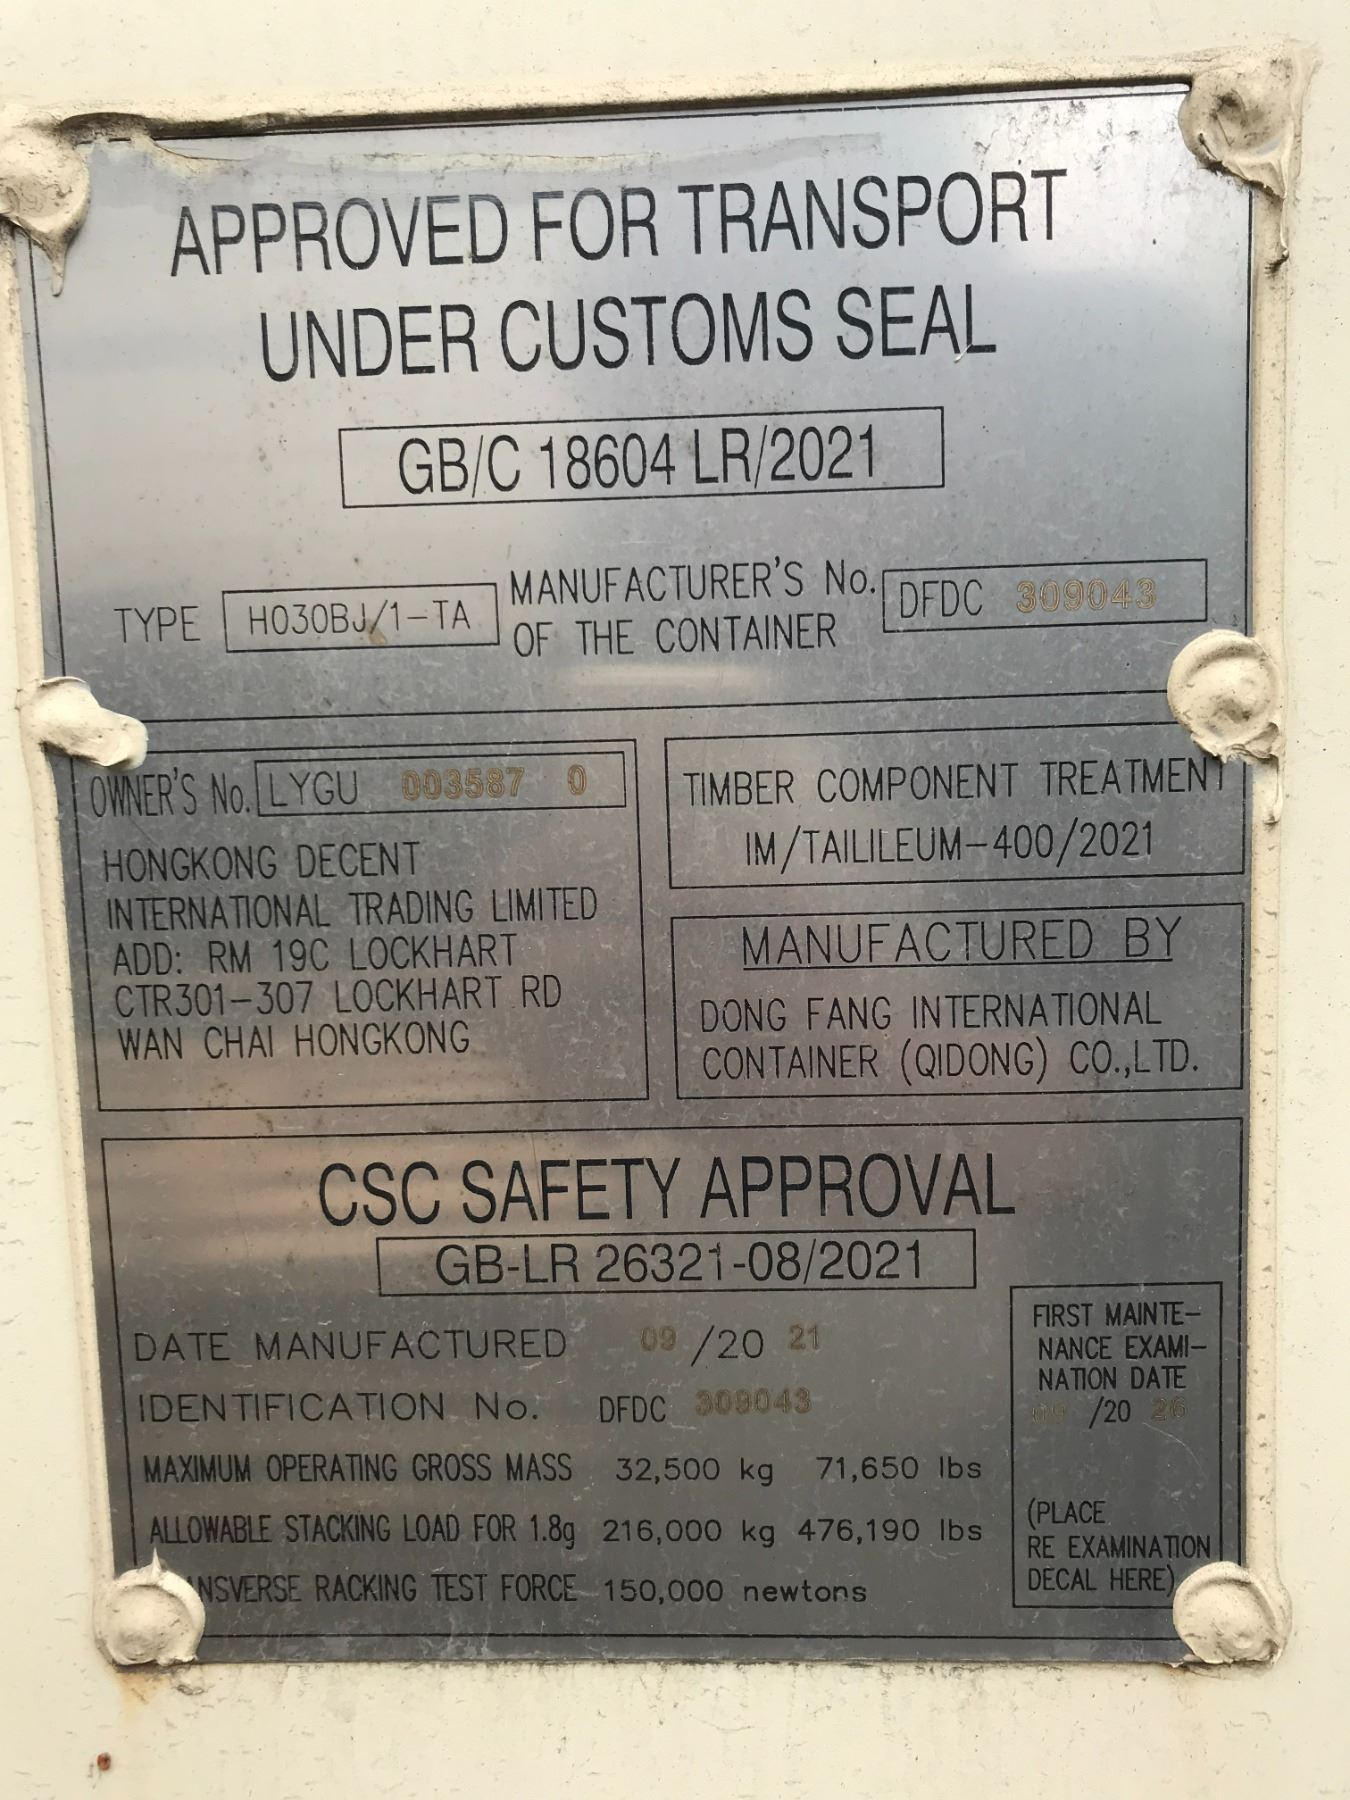 APPROVED FOR TRANSPORT
UNDER CUSTOMS SEAL
GB/C 18604 LR/2021
TYPE H030BJ/1-TA MANUFACTURER'S No. OF THE CONTAINER DFDC 309043
OWNER'S No. LYGU 003587 0
HONGKONG DECENT
INTERNATIONAL TRADING LIMITED
ADD: RM 19C LOCKHART
CTR301-307 LOCKHART RD
WAN CHAI HONGKONG
TIMBER COMPONENT TREATMENT
IM/TAILILEUM-400/2021
MANUFACTURED BY
DONG FANG INTERNATIONAL
CONTAINER (QIDONG) CO.,LTD.
CSC SAFETY APPROVAL
GB-LR 26321-08/2021
DATE MANUFACTURED 09 /20 21
IDENTIFICATION No. DFDC 309043
MAXIMUM OPERATING GROSS MASS 32,500 kg 71,650 lbs
ALLOWABLE STACKING LOAD FOR 1.8g 216,000 kg 476,190 lbs
NSVERSE RACKING TEST FORCE 150,000 newtons
FIRST MAINTE-
NANCE EXAMI-
NATION DATE
09 /20 26
(PLACE
RE EXAMINATION
DECAL HERE)